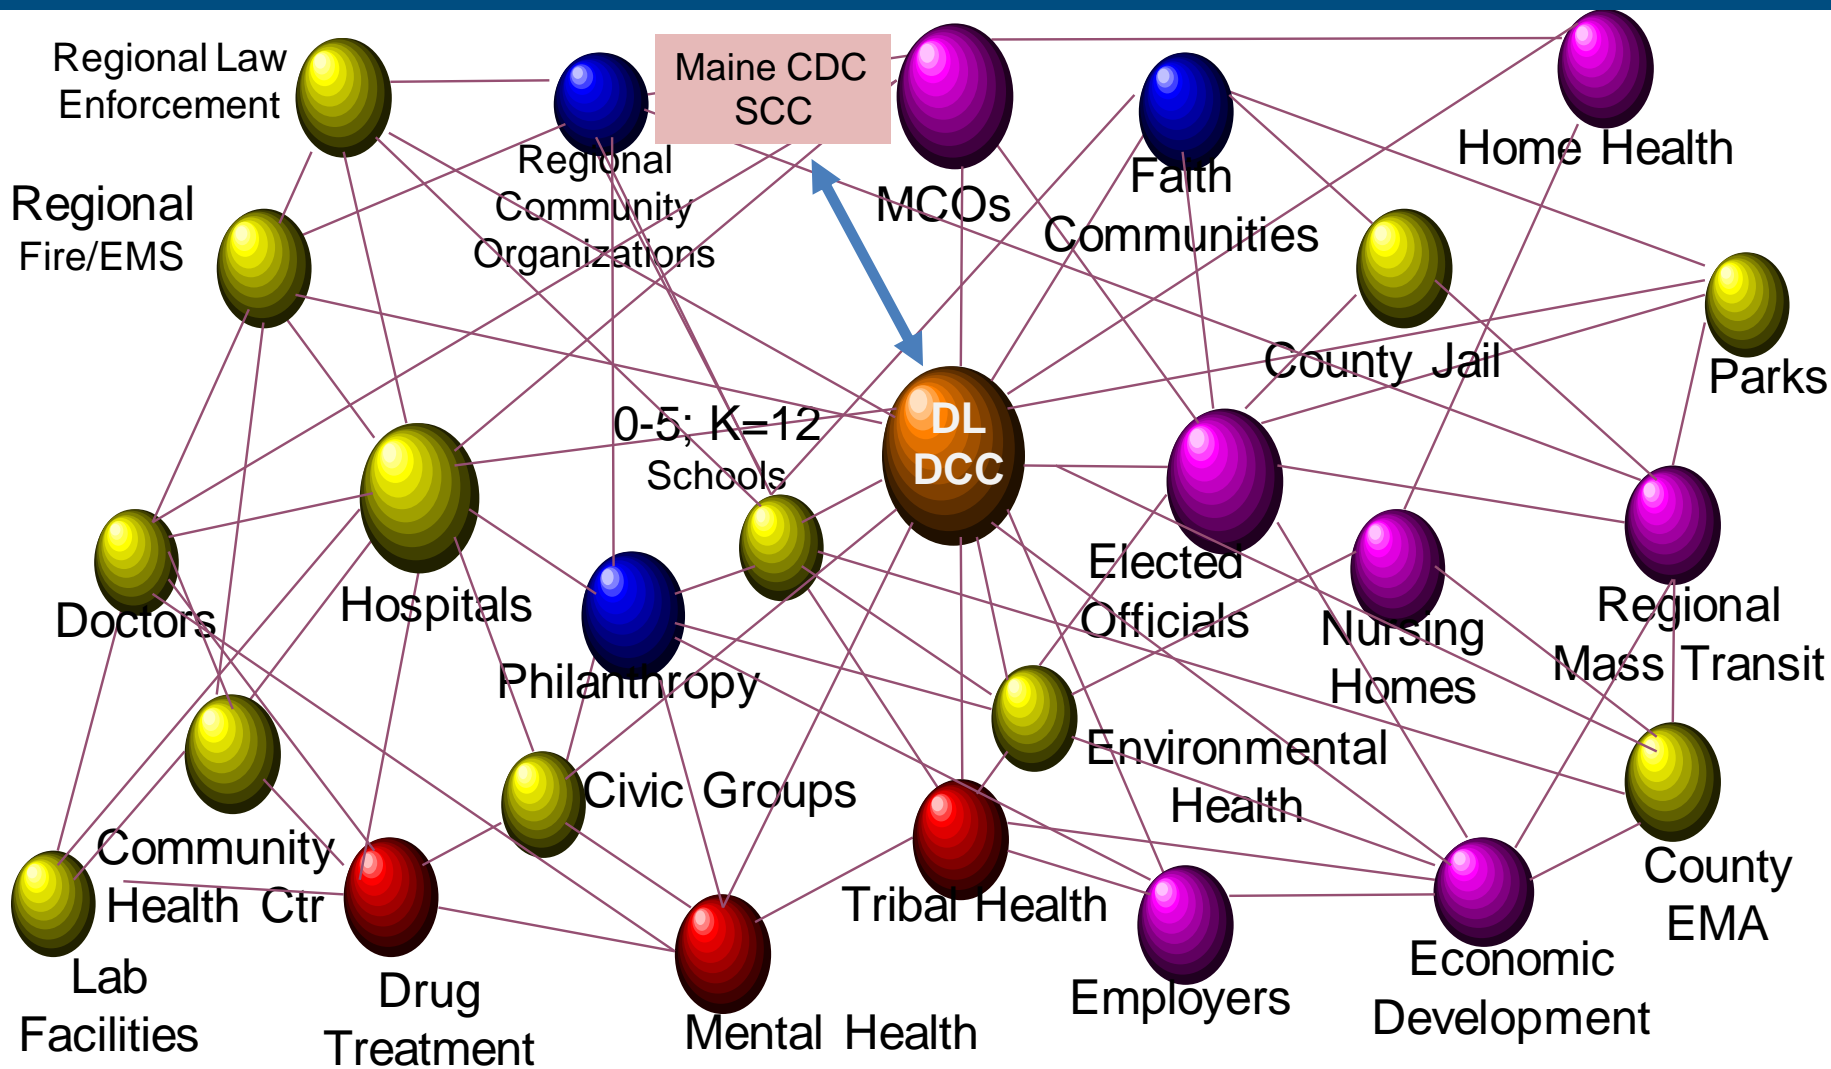 Regional Law
Enforcement
Maine CDC
SCC
Regional
Community
Organizations
MCOs
Faith
Communities
Home Health
Regional
Fire/EMS
County Jail
Parks
0-5; K=12
Schools
DL
DCC
Doctors
Hospitals
Philanthropy
Elected
Officials
Nursing
Homes
Regional
Mass Transit
Civic Groups
Environmental
Health
Community
Health Ctr
Tribal Health
County
EMA
Lab
Facilities
Drug
Treatment
Mental Health
Employers
Economic
Development